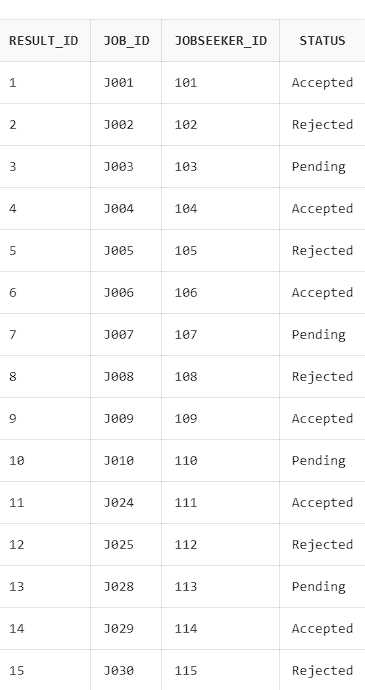 RESULT_ID JOB_ID JOBSEEKER_ID STATUS
1 J001 101 Accepted
2 J002 102 Rejected
3 J003 103 Pending
4 J004 104 Accepted
5 J005 105 Rejected
6 J006 106 Accepted
7 J007 107 Pending
8 J008 108 Rejected
9 J009 109 Accepted
10 J010 110 Pending
11 J024 111 Accepted
12 J025 112 Rejected
13 J028 113 Pending
14 J029 114 Accepted
15 J030 115 Rejected